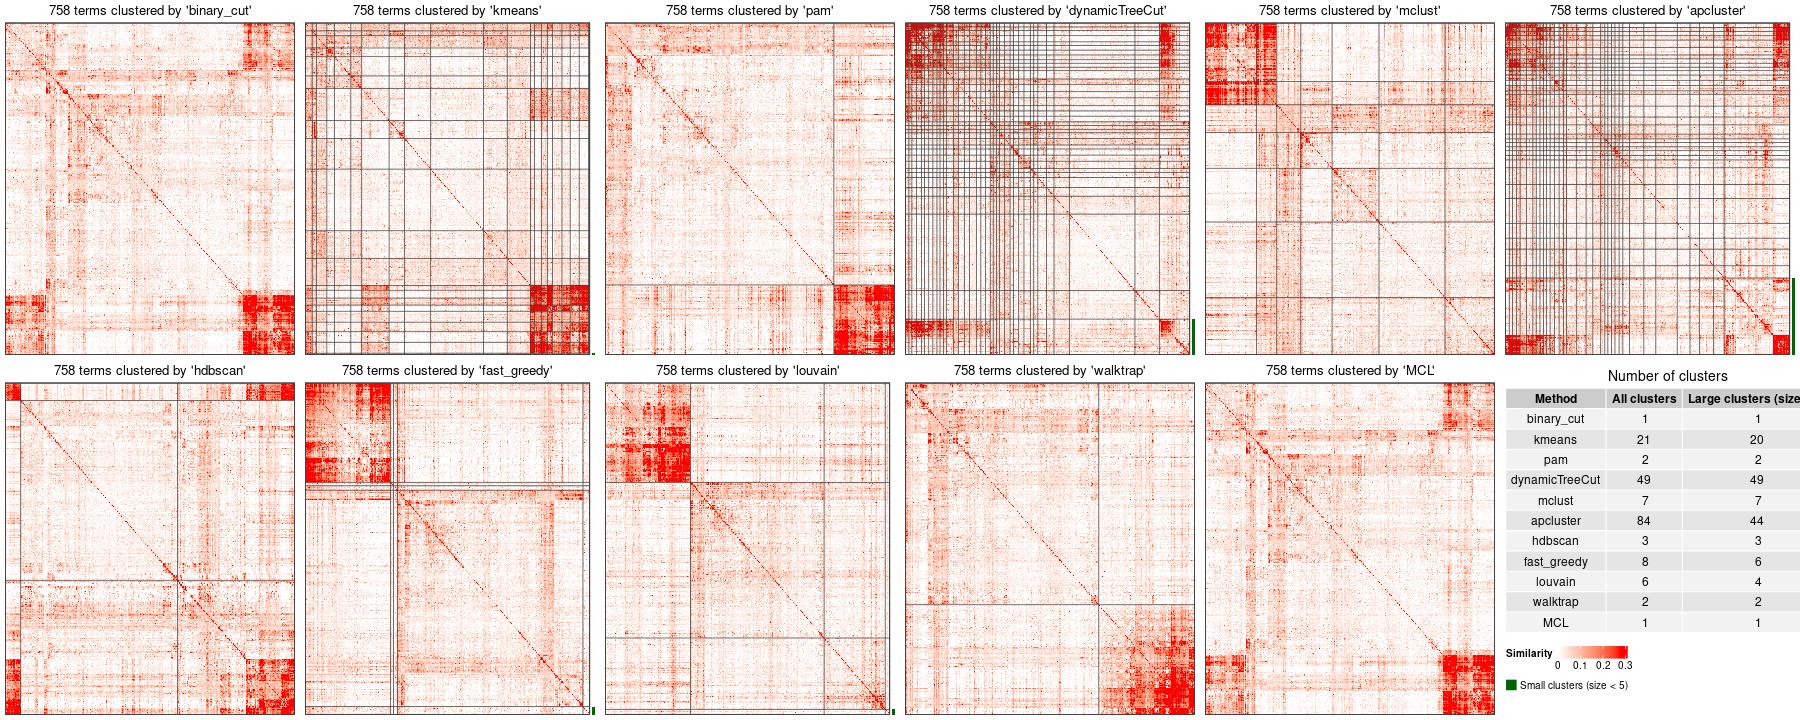 758 terms clustered by 'binary_cut'
758 terms clustered by 'kmeans'
758 terms clustered by 'pam'
758 terms clustered by 'dynamicTreeCut'
758 terms clustered by 'mclust'
758 terms clustered by 'apcluster'
758 terms clustered by 'hdbscan'
758 terms clustered by 'fast_greedy'
758 terms clustered by 'louvain'
758 terms clustered by 'walktrap'
758 terms clustered by 'MCL'
Number of clusters
Method All clusters Large clusters (size
binary_cut 1 1
kmeans 21 20
pam 2 2
dynamicTreeCut 49 49
mclust 7 7
apcluster 84 44
hdbscan 3 3
fast_greedy 8 6
louvain 6 4
walktrap 2 2
MCL 1 1
Similarity
0 0.1 0.2 0.3
Small clusters (size < 5)